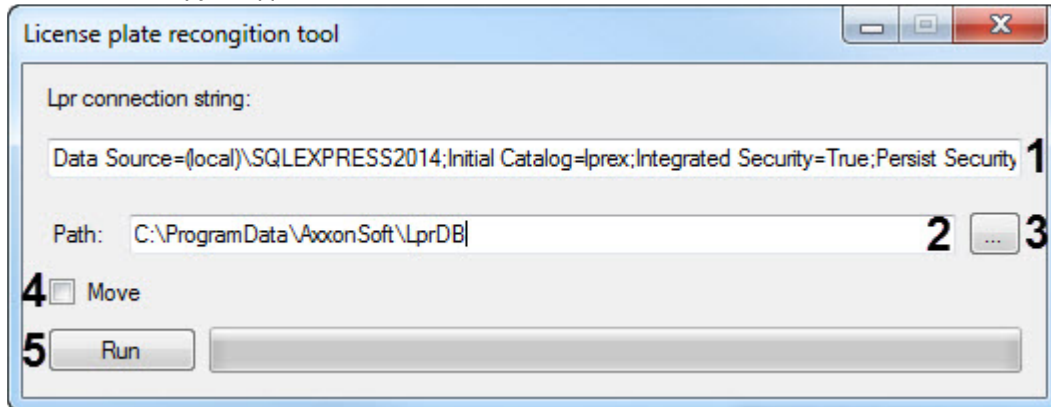 License plate recongition tool
Lpr connection string:
Data Source=(local)\SQLEXPRESS2014;Initial Catalog=lprex;Integrated Security=True;Persist Security 1
Path: C:\ProgramData\AxxonSoft\LprDB 2 ... 3
4 Move
5 Run